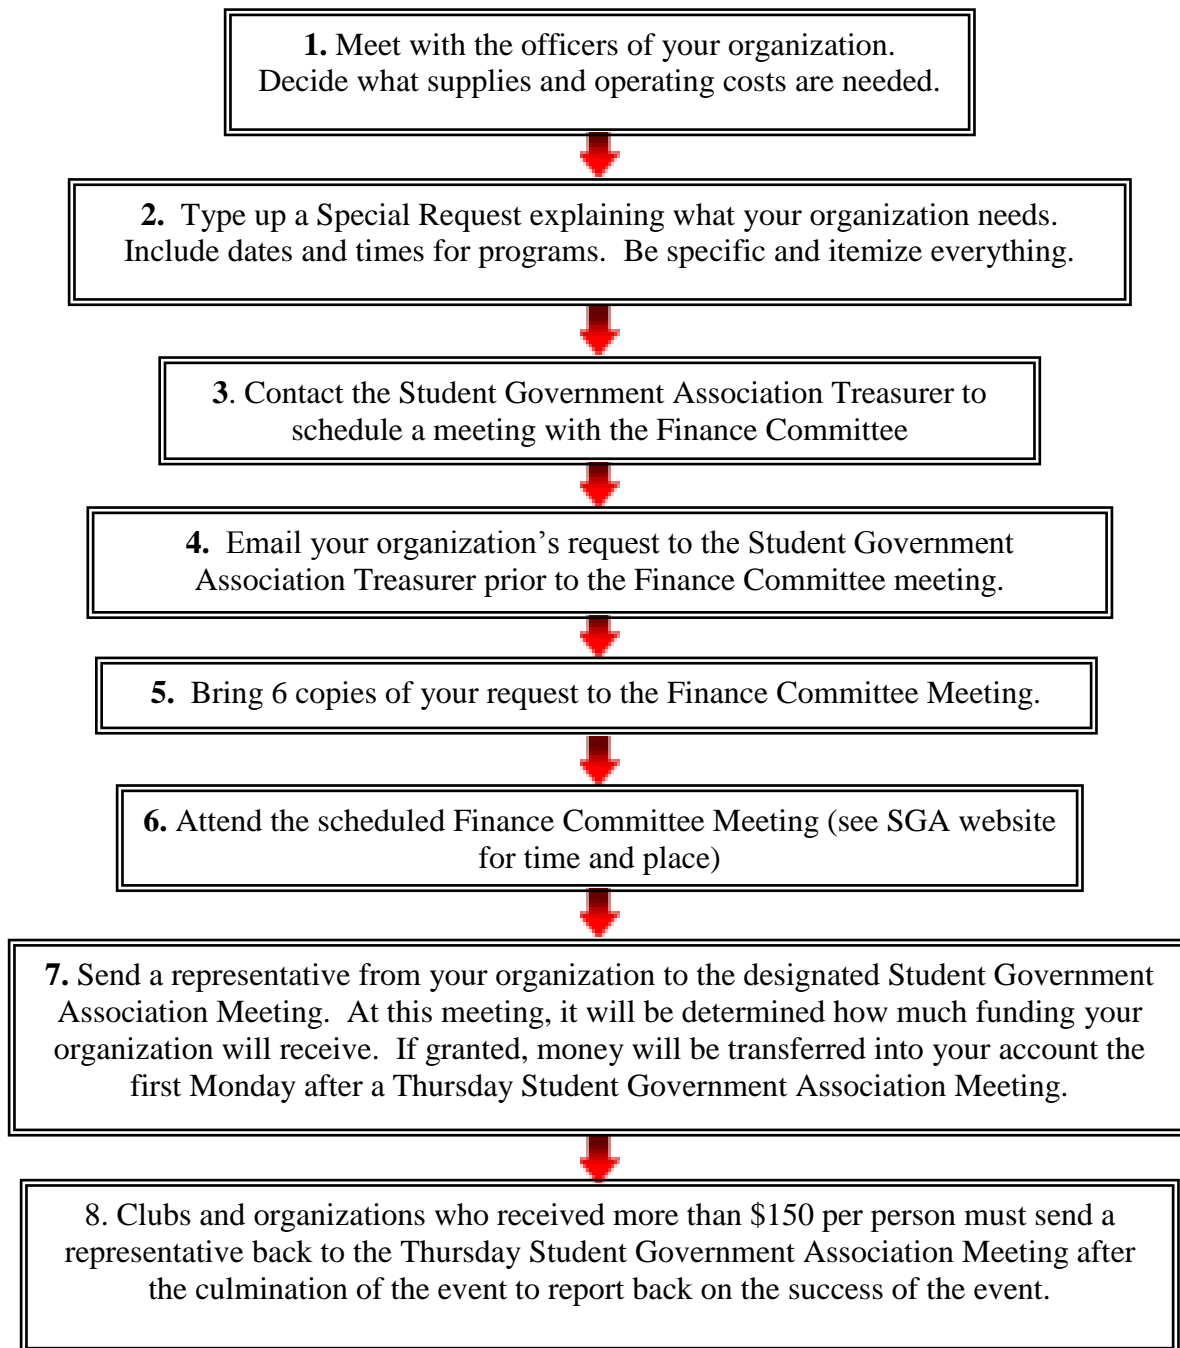 1. Meet with the officers of your organization.
Decide what supplies and operating costs are needed.
2. Type up a Special Request explaining what your organization needs.
Include dates and times for programs. Be specific and itemize everything.
3. Contact the Student Government Association Treasurer to
schedule a meeting with the Finance Committee
4. Email your organization’s request to the Student Government
Association Treasurer prior to the Finance Committee meeting.
5. Bring 6 copies of your request to the Finance Committee Meeting.
6. Attend the scheduled Finance Committee Meeting (see SGA website
for time and place)
7. Send a representative from your organization to the designated Student Government
Association Meeting. At this meeting, it will be determined how much funding your
organization will receive. If granted, money will be transferred into your account the
first Monday after a Thursday Student Government Association Meeting.
8. Clubs and organizations who received more than $150 per person must send a
representative back to the Thursday Student Government Association Meeting after
the culmination of the event to report back on the success of the event.